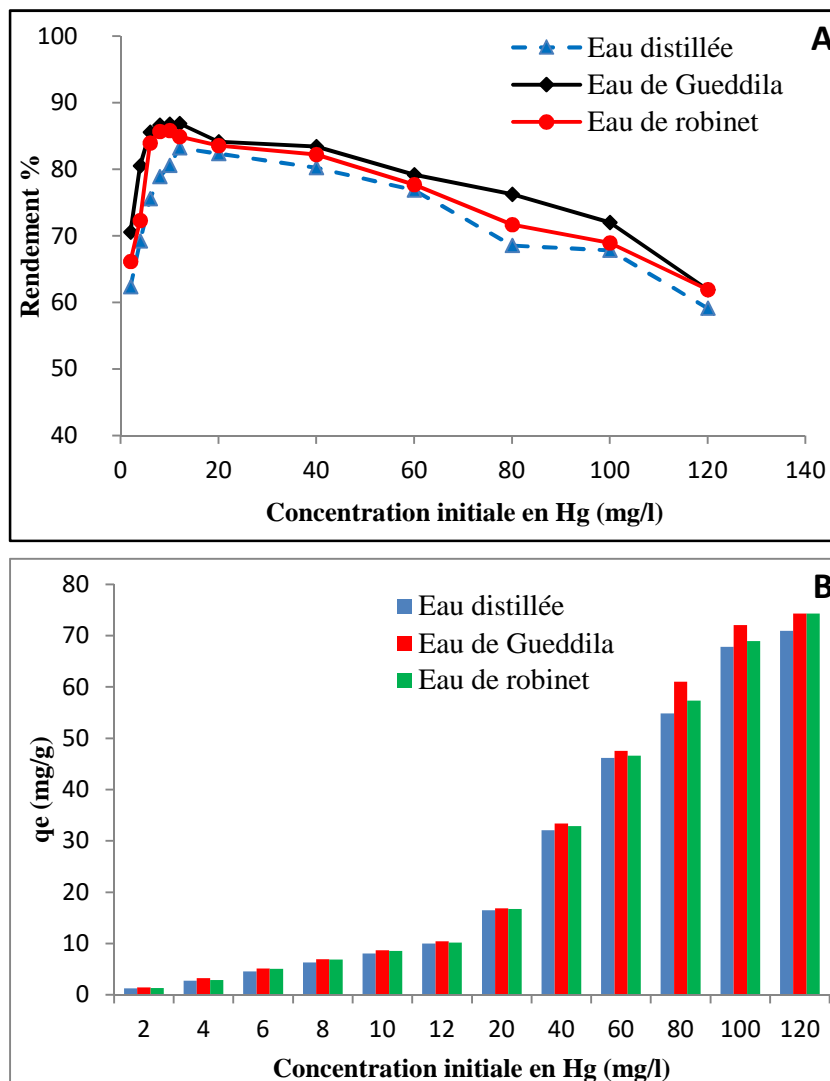 A
Eau distillée
Eau de Gueddila
Eau de robinet
100
90
80
70
60
50
40
Rendement %
0 20 40 60 80 100 120 140
Concentration initiale en Hg (mg/l)
B
Eau distillée
Eau de Gueddila
Eau de robinet
80
70
60
50
40
30
20
10
0
qe (mg/g)
2 4 6 8 10 12 20 40 60 80 100 120
Concentration initiale en Hg (mg/l)